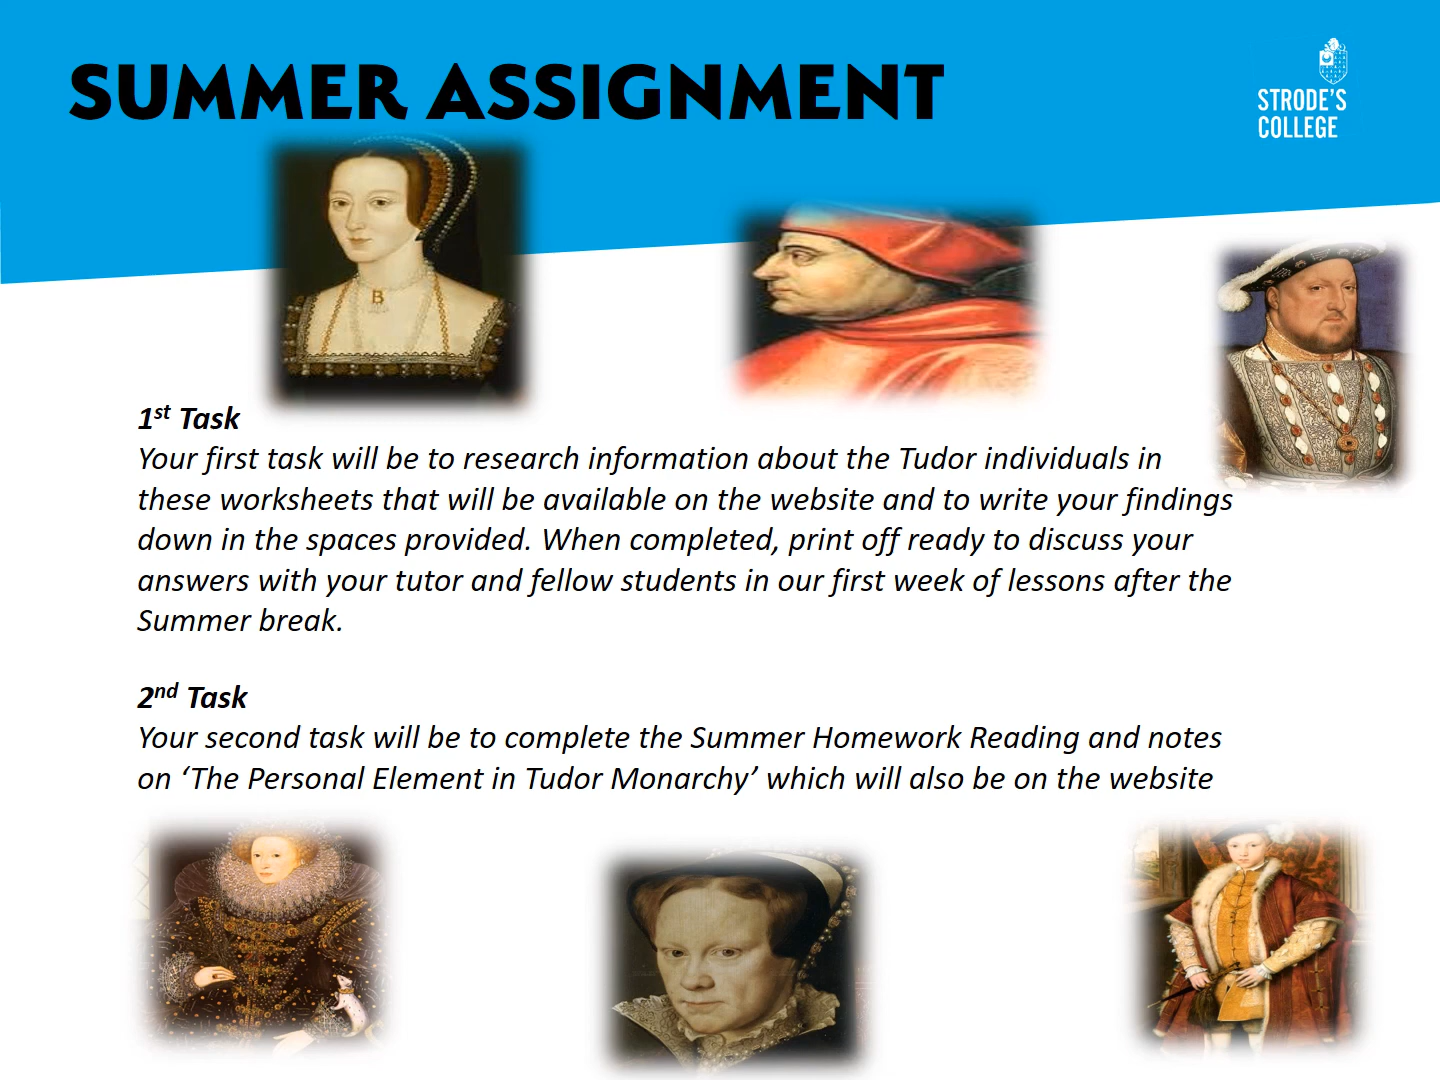 SUMMER ASSIGNMENT
STRODE'S
COLLEGE
B
1st Task
Your first task will be to research information about the Tudor individuals in
these worksheets that will be available on the website and to write your findings
down in the spaces provided. When completed, print off ready to discuss your
answers with your tutor and fellow students in our first week of lessons after the
Summer break.
2nd Task
Your second task will be to complete the Summer Homework Reading and notes
on ‘The Personal Element in Tudor Monarchy’ which will also be on the website